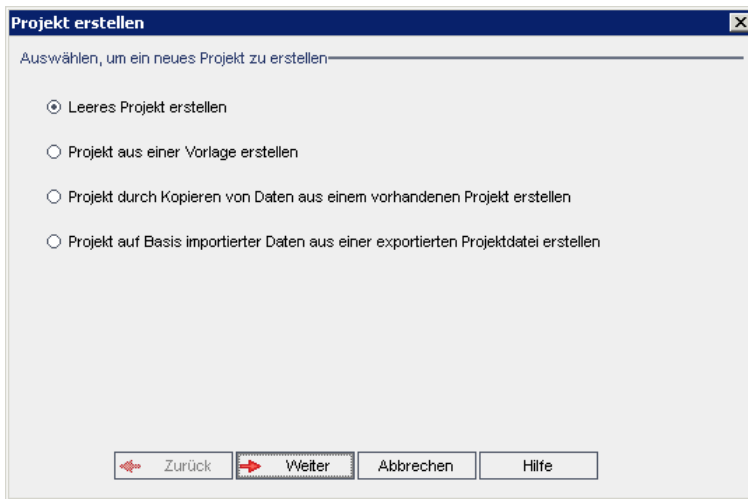 Projekt erstellen
Auswählen, um ein neues Projekt zu erstellen
Leeres Projekt erstellen
Projekt aus einer Vorlage erstellen
Projekt durch Kopieren von Daten aus einem vorhandenen Projekt erstellen
Projekt auf Basis importierter Daten aus einer exportierten Projektdatei erstellen
Zurück Weiter Abbrechen Hilfe